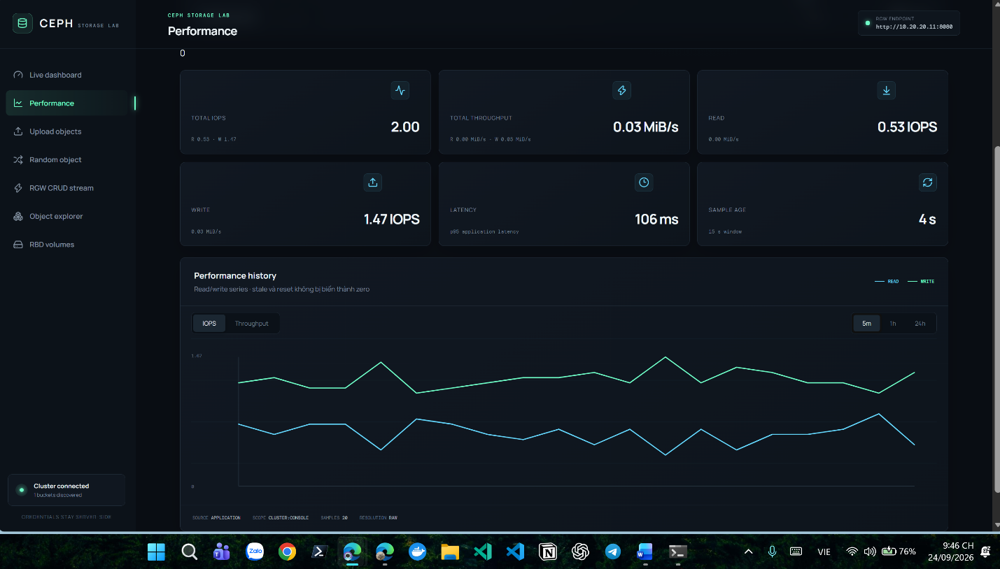 CEPH STORAGE LAB
CEPH STORAGE LAB
Performance
RGW ENDPOINT
http://10.20.20.11:8080
Live dashboard
Performance
Upload objects
Random object
RGW CRUD stream
Object explorer
RBD volumes
0
TOTAL IOPS
2.00
R 0.53 · W 1.47
TOTAL THROUGHPUT
0.03 MiB/s
R 0.00 MiB/s · W 0.03 MiB/s
READ
0.53 IOPS
0.00 MiB/s
WRITE
1.47 IOPS
0.03 MiB/s
LATENCY
106 ms
p95 application latency
SAMPLE AGE
4 s
15 s window
Performance history
Read/write series · stale và reset không bị biến thành zero
READ WRITE
IOPS Throughput
5m 1h 24h
1.67
0
SOURCE APPLICATION SCOPE CLUSTER:CONSOLE SAMPLES 20 RESOLUTION RAW
Cluster connected
1 buckets discovered
CREDENTIALS STAY SERVER-SIDE
Zalo
VIE
76%
9:46 CH
24/09/2026